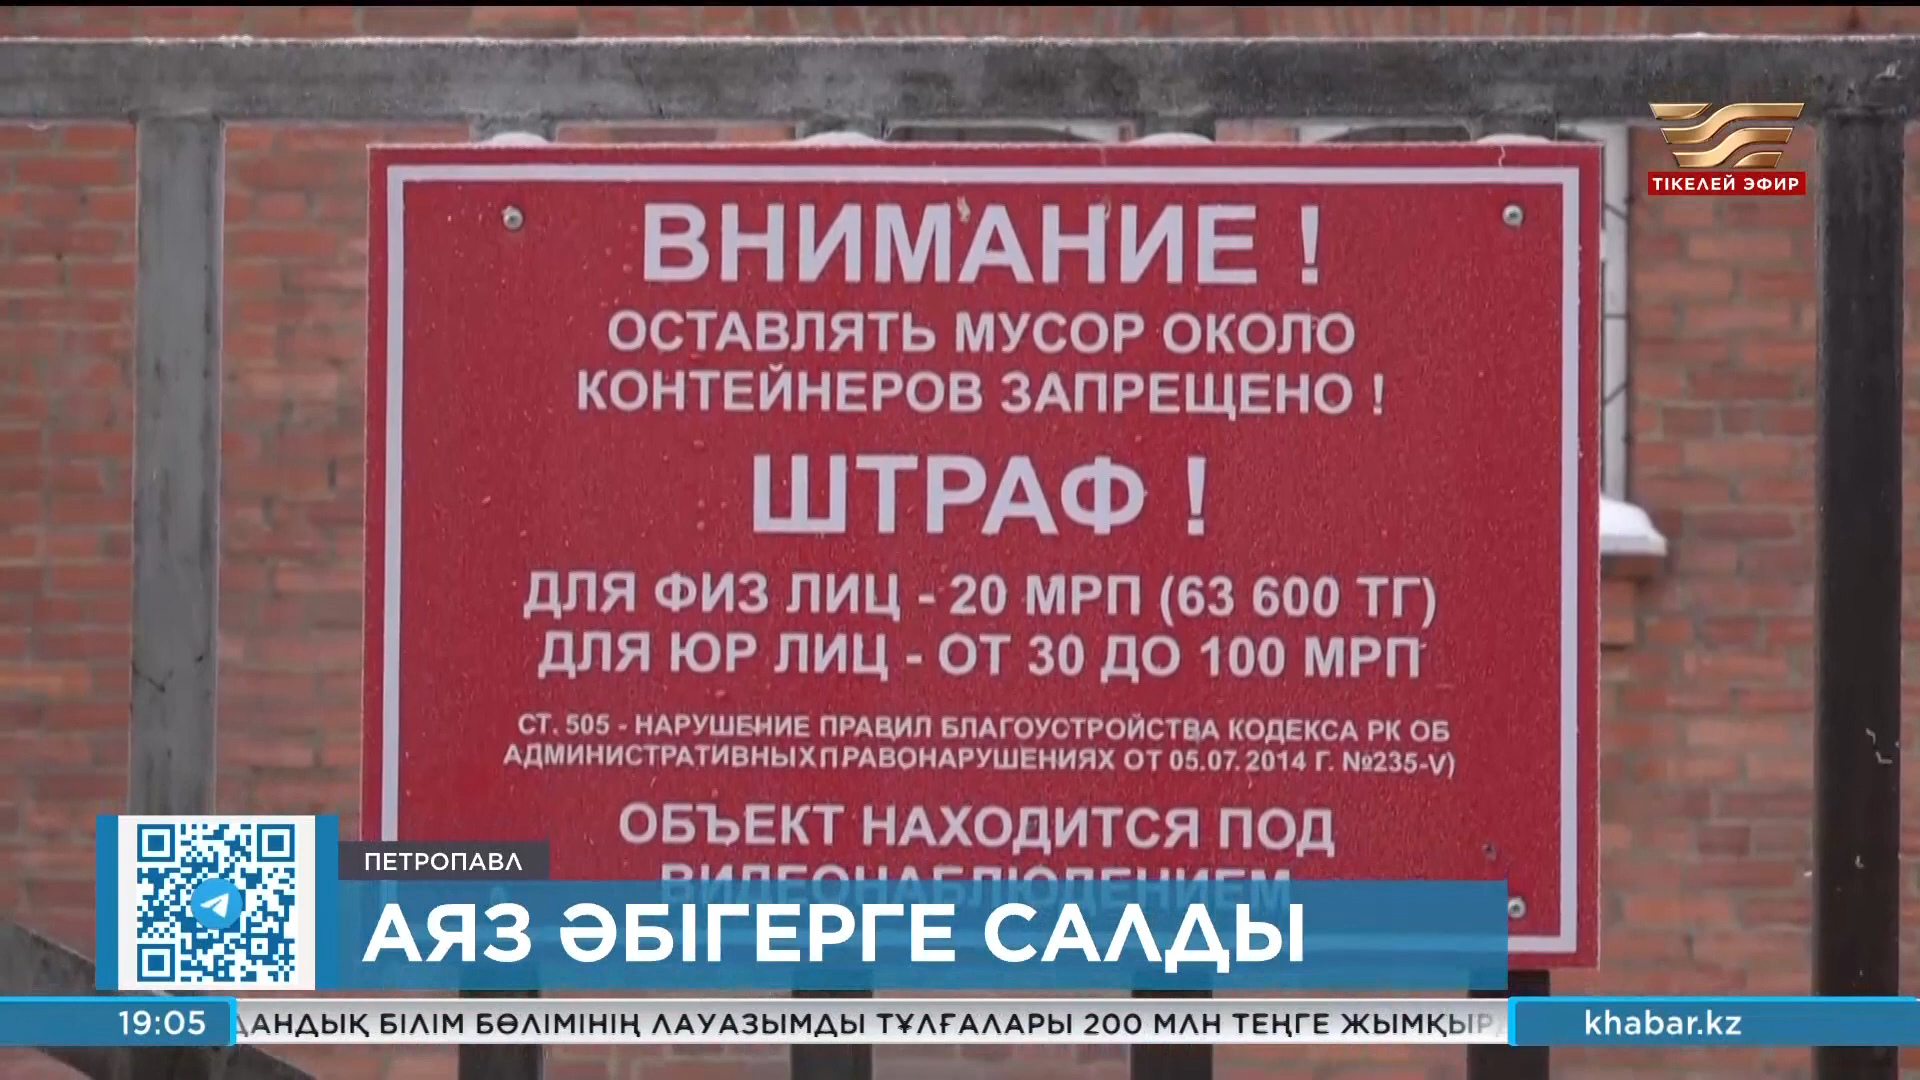 ТІКЕЛЕЙ ЭФИР
ВНИМАНИЕ !
ОСТАВЛЯТЬ МУСОР ОКОЛО
КОНТЕЙНЕРОВ ЗАПРЕЩЕНО !
ШТРАФ !
ДЛЯ ФИЗ ЛИЦ - 20 МРП (63 600 ТГ)
ДЛЯ ЮР ЛИЦ - ОТ 30 ДО 100 МРП
СТ. 505 - НАРУШЕНИЕ ПРАВИЛ БЛАГОУСТРОЙСТВА КОДЕКСА РК ОБ
АДМИНИСТРАТИВНЫХ ПРАВОНАРУШЕНИЯХ ОТ 05.07.2014 Г. №235-V)
ОБЪЕКТ НАХОДИТСЯ ПОД
ВИДЕОНАБЛЮДЕНИЕМ
ПЕТРОПАВЛ
АЯЗ ӘБІГЕРГЕ САЛДЫ
19:05 ДАНДЫҚ БІЛІМ БӨЛІМІНІҢ ЛАУАЗЫМДЫ ТҰЛҒАЛАРЫ 200 МЛН ТЕҢГЕ ЖЫМҚЫР khabar.kz